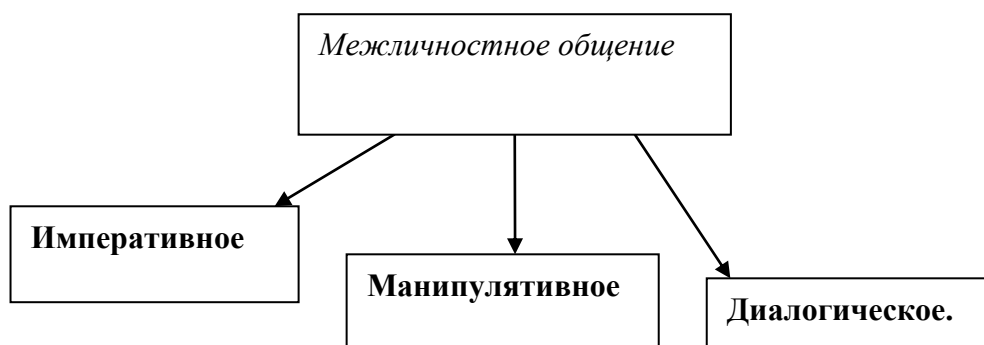 Межличностное общение
Императивное
Манипулятивное
Диалогическое.